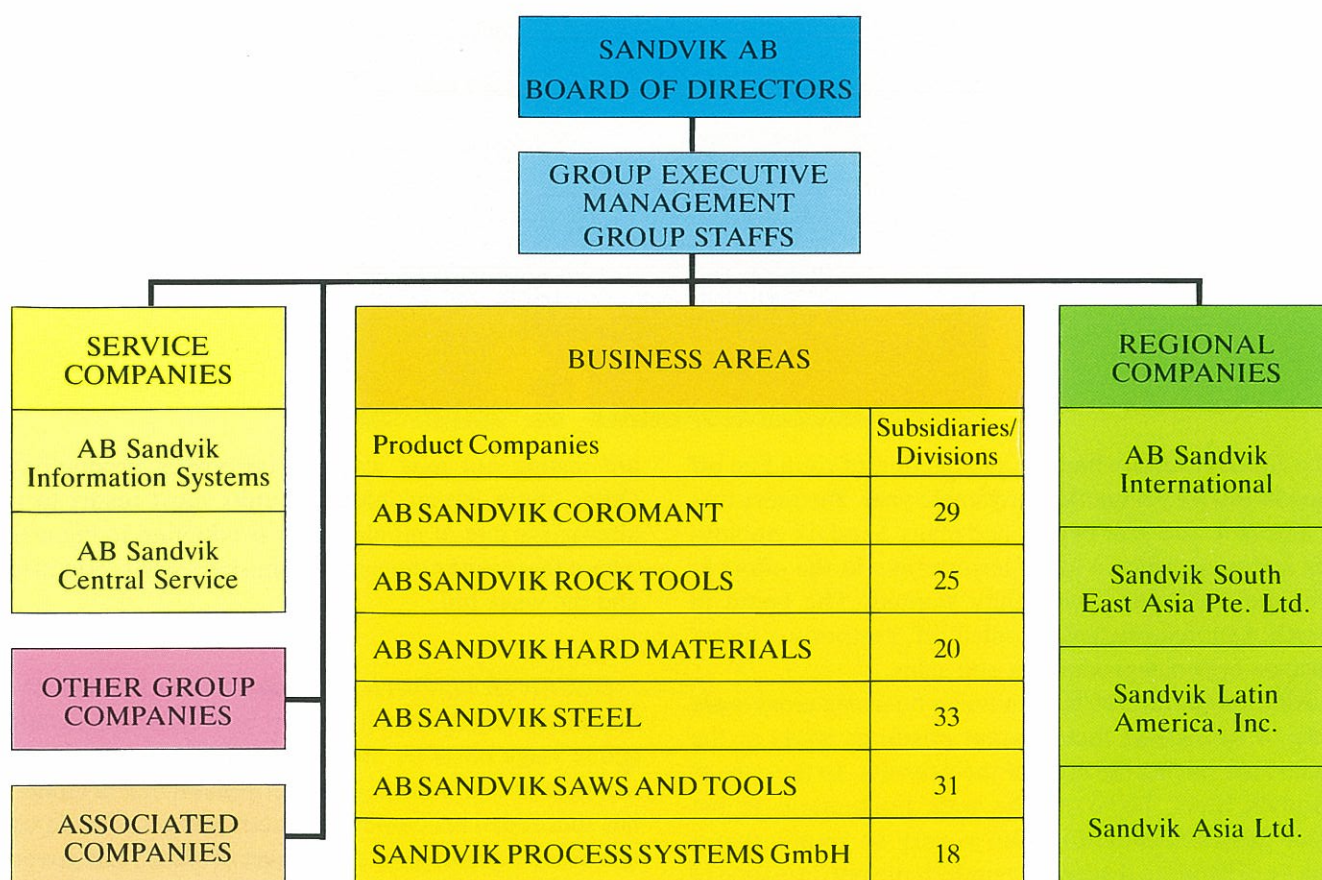 SANDVIK AB
BOARD OF DIRECTORS
GROUP EXECUTIVE
MANAGEMENT
GROUP STAFFS
SERVICE
COMPANIES
AB Sandvik
Information Systems
AB Sandvik
Central Service
OTHER GROUP
COMPANIES
ASSOCIATED
COMPANIES
BUSINESS AREAS
Product Companies
Subsidiaries/
Divisions
AB SANDVIK COROMANT 29
AB SANDVIK ROCK TOOLS 25
AB SANDVIK HARD MATERIALS 20
AB SANDVIK STEEL 33
AB SANDVIK SAWS AND TOOLS 31
SANDVIK PROCESS SYSTEMS GmbH 18
REGIONAL
COMPANIES
AB Sandvik
International
Sandvik South
East Asia Pte. Ltd.
Sandvik Latin
America, Inc.
Sandvik Asia Ltd.